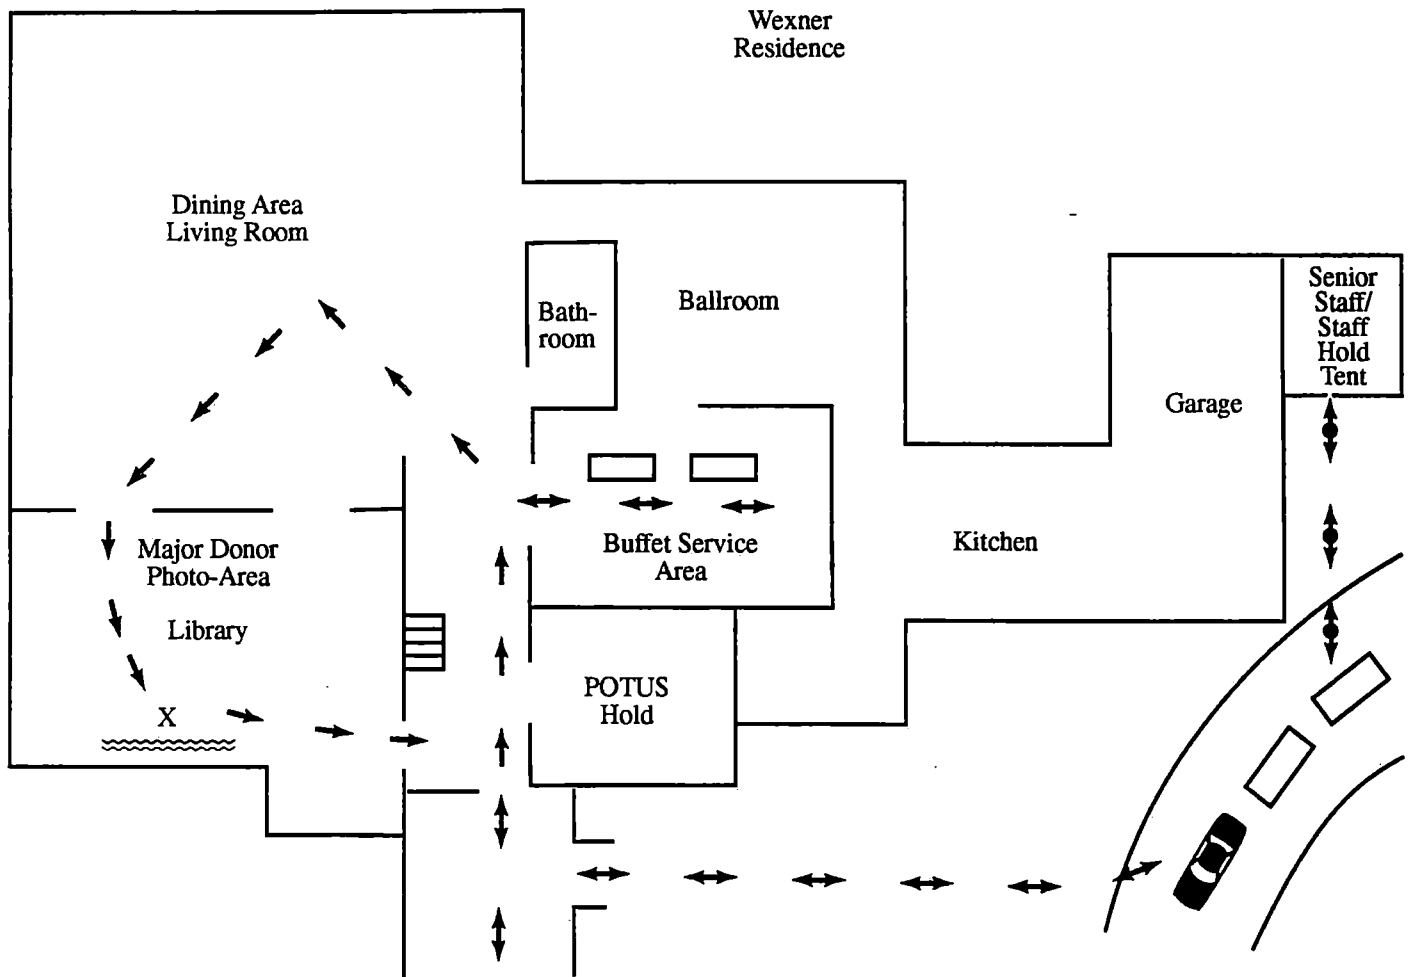 Wexner
Residence
Dining Area
Living Room
Bath-
room
Ballroom
Senior
Staff/
Staff
Hold
Tent
Garage
Major Donor
Photo-Area
Library
Buffet Service
Area
Kitchen
POTUS
Hold
X